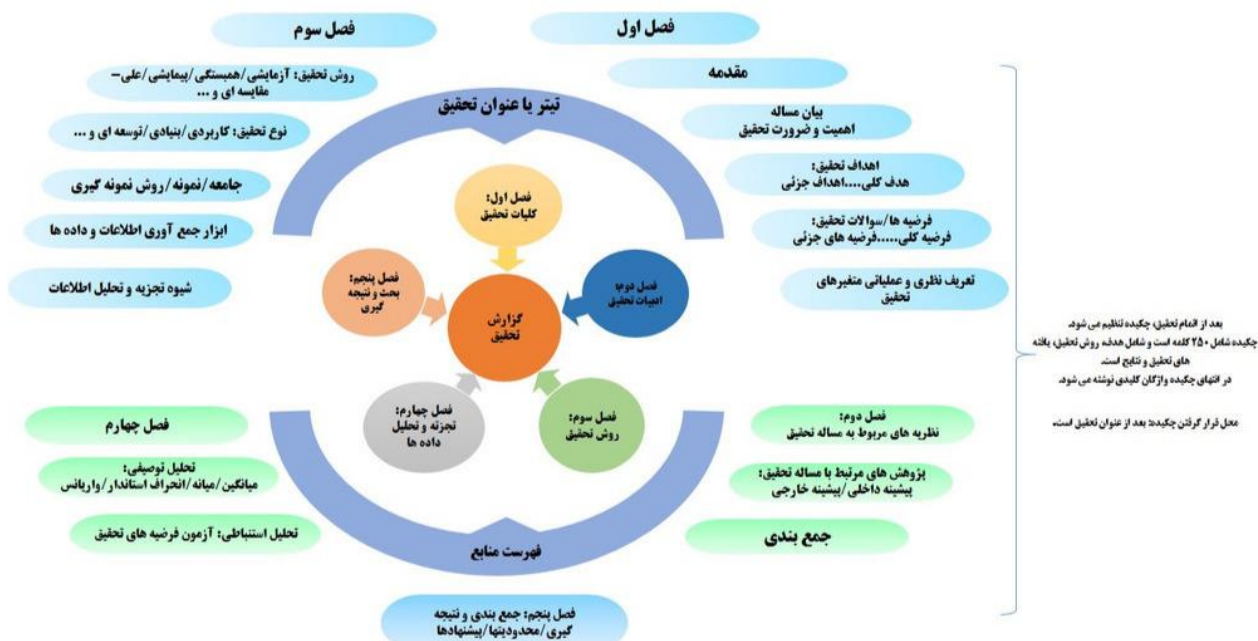 فصل اول
مقدمه
بیان مساله
اهمیت و ضرورت تحقیق
اهداف تحقیق:
هدف کلی....اهداف جزئی
فرضیه ها/سوالات تحقیق:
فرضیه کلی.....فرضیه های جزئی
تعریف نظری و عملیاتی متغیرهای
تحقیق
فصل سوم
روش تحقیق: آزمایشی/همبستگی/پیمایشی/علی-
مقایسه ای و ...
نوع تحقیق: کاربردی/بنیادی/توسعه ای و ...
جامعه/نمونه/روش نمونه گیری
ابزار جمع آوری اطلاعات و داده ها
شیوه تجزیه و تحلیل اطلاعات
تیتر یا عنوان تحقیق
فصل اول:
کلیات تحقیق
فصل دوم:
ادبیات تحقیق
فصل پنجم:
بحث و نتیجه
گیری
گزارش
تحقیق
فصل سوم:
روش تحقیق
فصل چهارم:
تجزته و تحلیل
داده ها
فهرست منابع
فصل دوم:
نظریه های مربوط به مساله تحقیق
پژوهش های مرتبط با مساله تحقیق:
پیشینه داخلی/پیشینه خارجی
جمع بندی
فصل چهارم
تحلیل توصیفی:
میانگین/میانه/انحراف استاندار/واریانس
تحلیل استنباطی: آزمون فرضیه های تحقیق
فصل پنجم: جمع بندی و نتیجه
گیری/محدودیتها/پیشنهادها
بعد از اتمام تحقیق، چکیده تنظیم می شود.
چکیده شامل ۲۵۰ کلمه است و شامل هدف، روش تحقیق، یافته
های تحقیق و نتایج است.
در انتهای چکیده واژگان کلیدی نوشته می شود.
محل قرار گرفتن چکیده: بعد از عنوان تحقیق است.